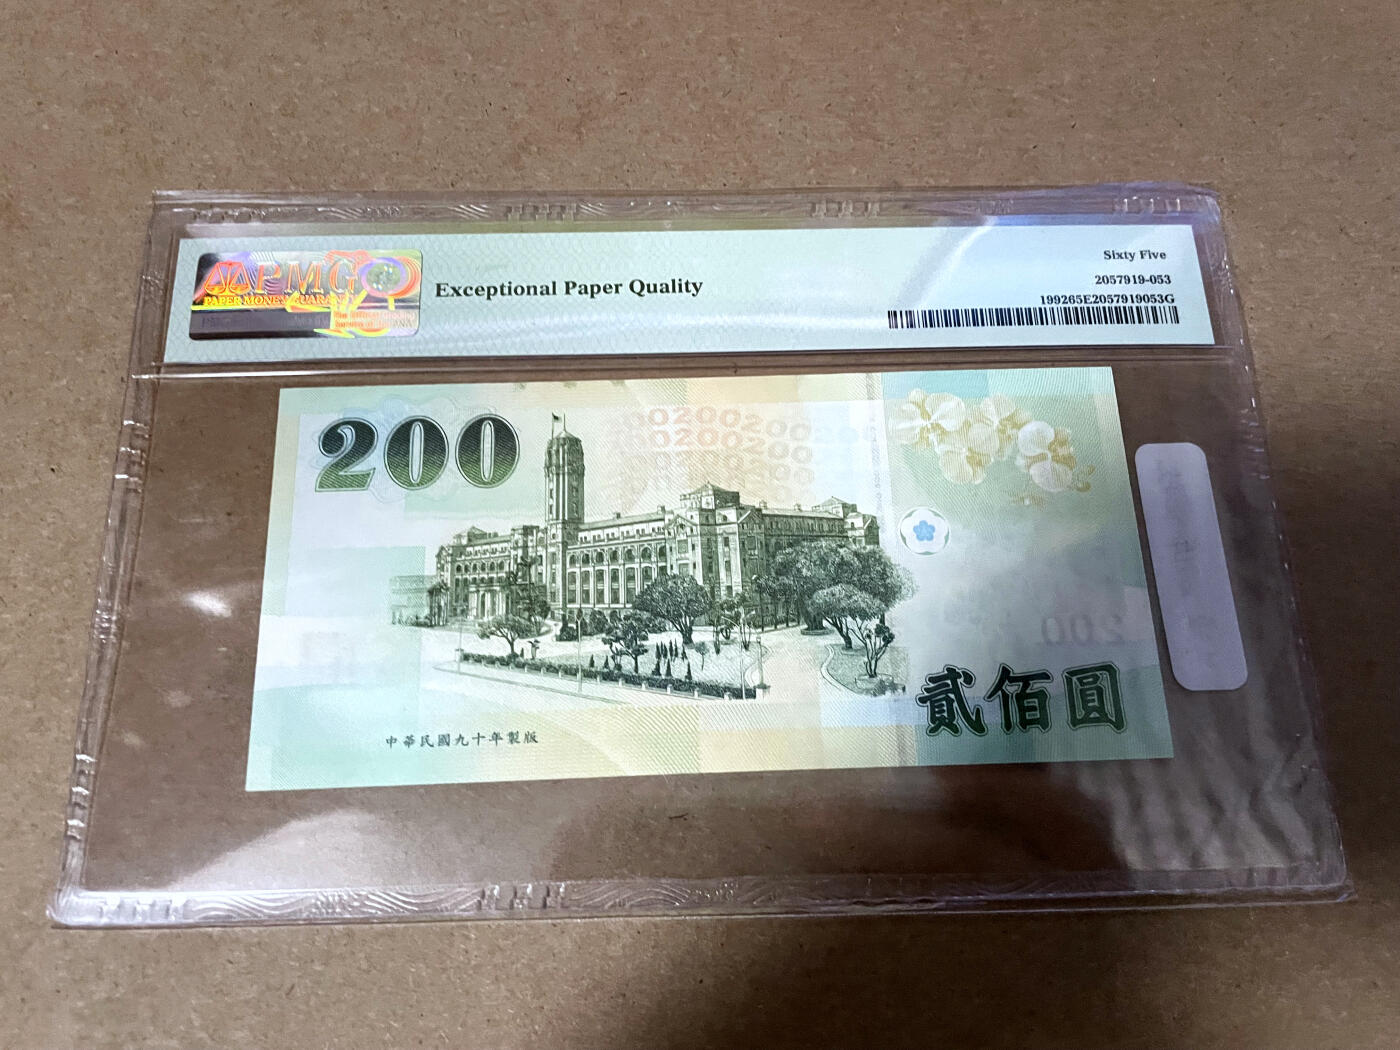 PMG
PAPER MONEY GUARANTY
Exceptional Paper Quality
Sixty Five
2057919-053
199265E2057919053G
200
貳佰圓
中華民國九十年製版